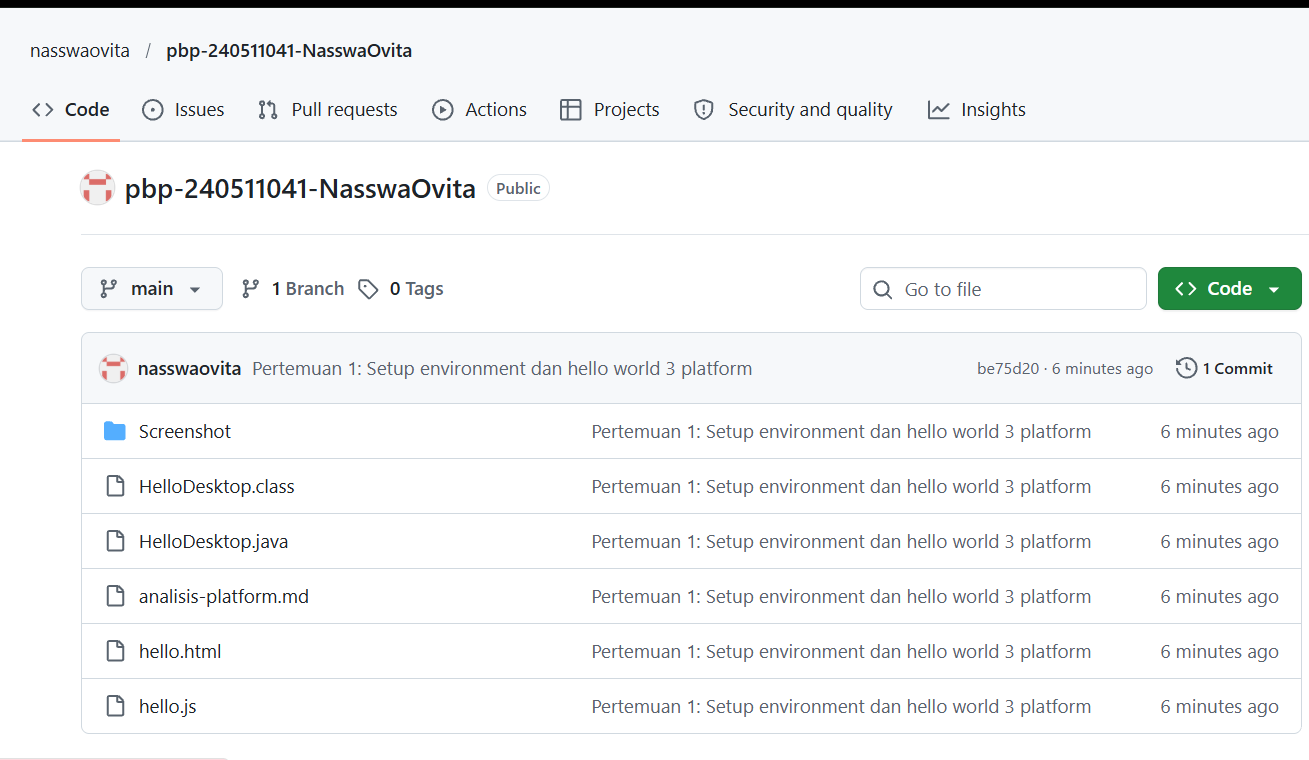 nasswaovita / pbp-240511041-NasswaOvita
Code Issues Pull requests Actions Projects Security and quality Insights
pbp-240511041-NasswaOvita Public
main 1 Branch 0 Tags Go to file Code
nasswaovita Pertemuan 1: Setup environment dan hello world 3 platform be75d20 · 6 minutes ago 1 Commit
Screenshot Pertemuan 1: Setup environment dan hello world 3 platform 6 minutes ago
HelloDesktop.class Pertemuan 1: Setup environment dan hello world 3 platform 6 minutes ago
HelloDesktop.java Pertemuan 1: Setup environment dan hello world 3 platform 6 minutes ago
analisis-platform.md Pertemuan 1: Setup environment dan hello world 3 platform 6 minutes ago
hello.html Pertemuan 1: Setup environment dan hello world 3 platform 6 minutes ago
hello.js Pertemuan 1: Setup environment dan hello world 3 platform 6 minutes ago